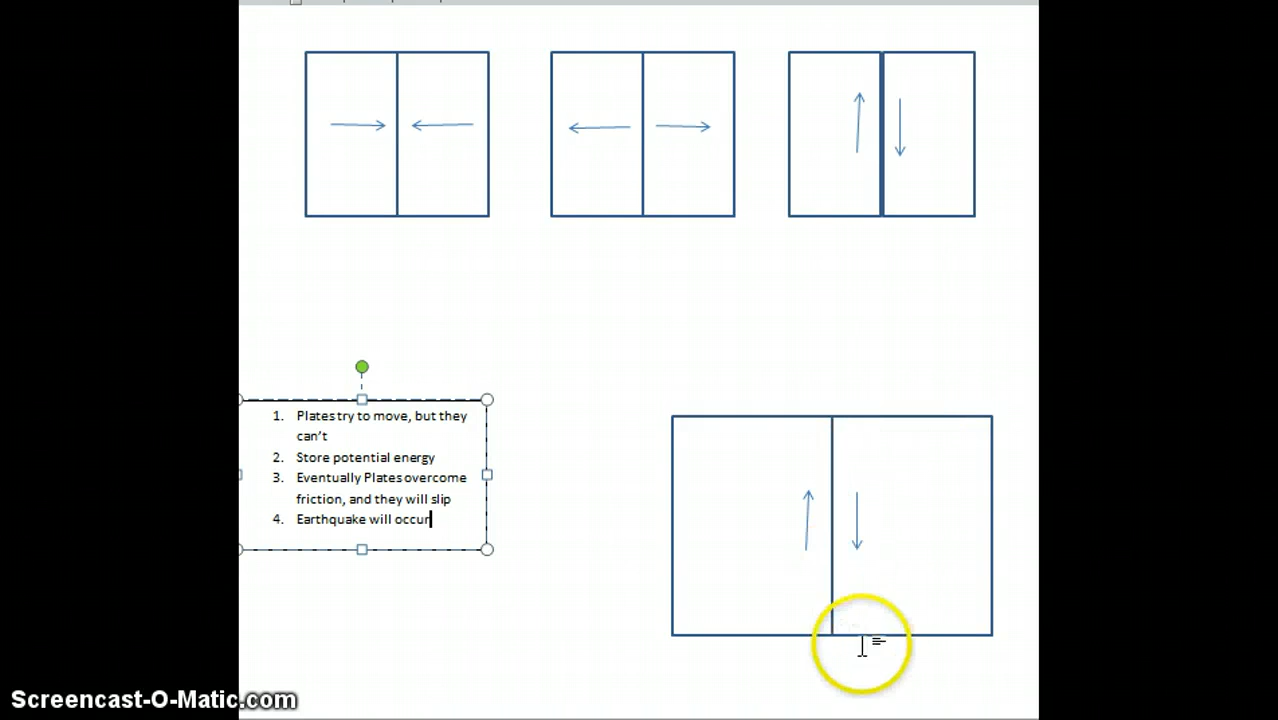 1. Plates try to move, but they
can't
2. Store potential energy
3. Eventually Plates overcome
friction, and they will slip
4. Earthquake will occur
Screencast-O-Matic.com